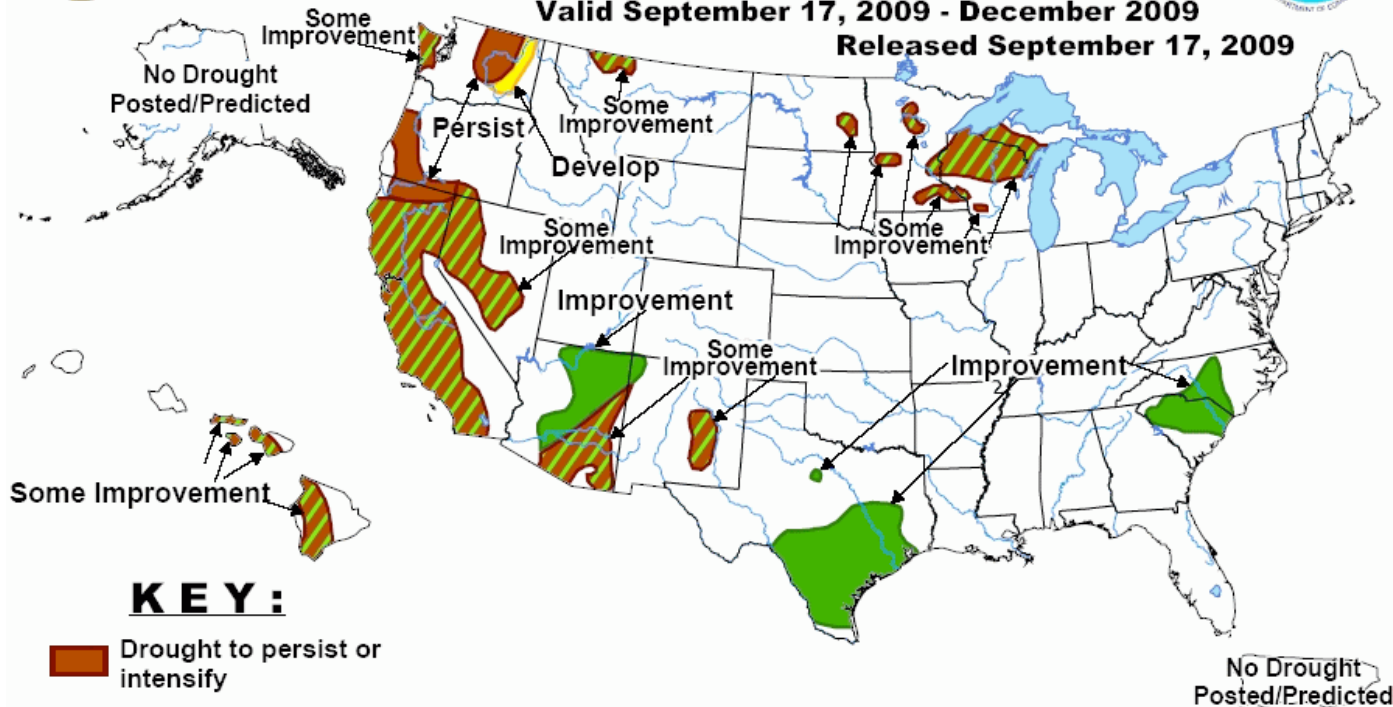 Valid September 17, 2009 - December 2009
Released September 17, 2009
Some
Improvement
No Drought
Posted/Predicted
Persist
Some
Improvement
Develop
Some
Improvement
Some
Improvement
Improvement
Some
Improvement
Improvement
Some Improvement
KEY:
Drought to persist or
intensify
No Drought
Posted/Predicted